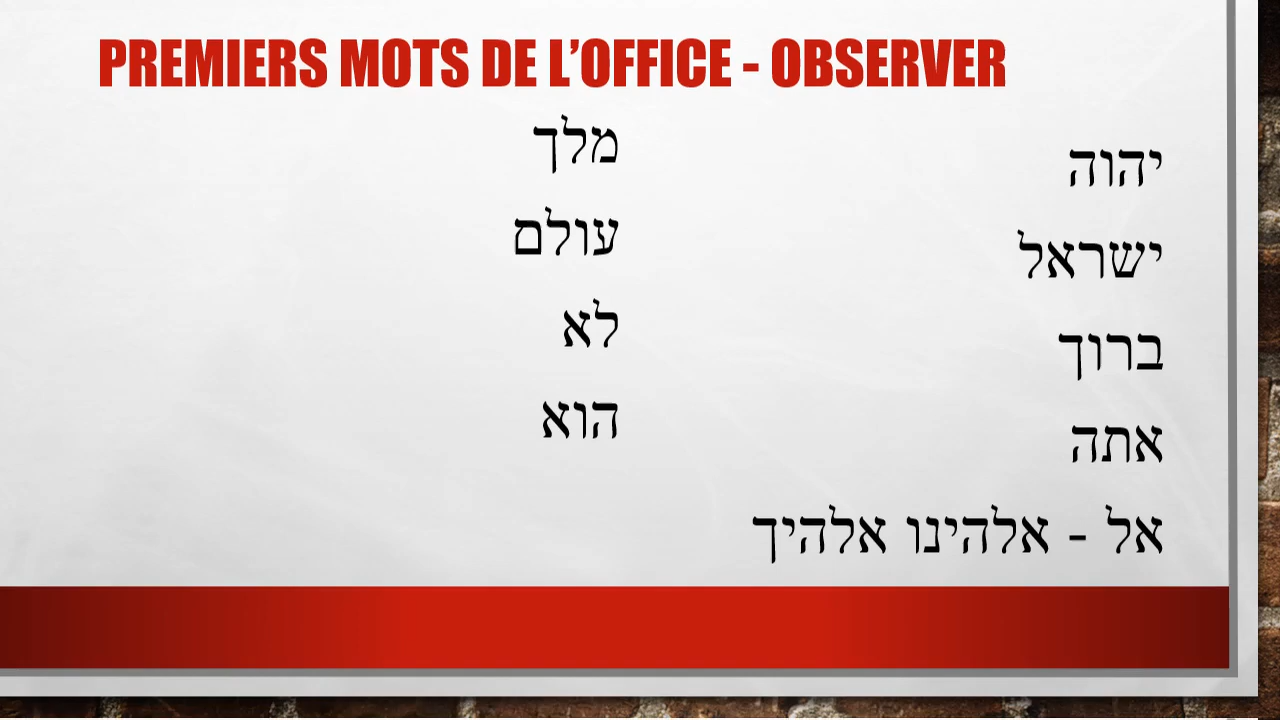 PREMIERS MOTS DE L’OFFICE - OBSERVER
יהוה
ישראל
ברוך
אתה
אל - אלהינו אלהיך
מלך
עולם
לא
הוא